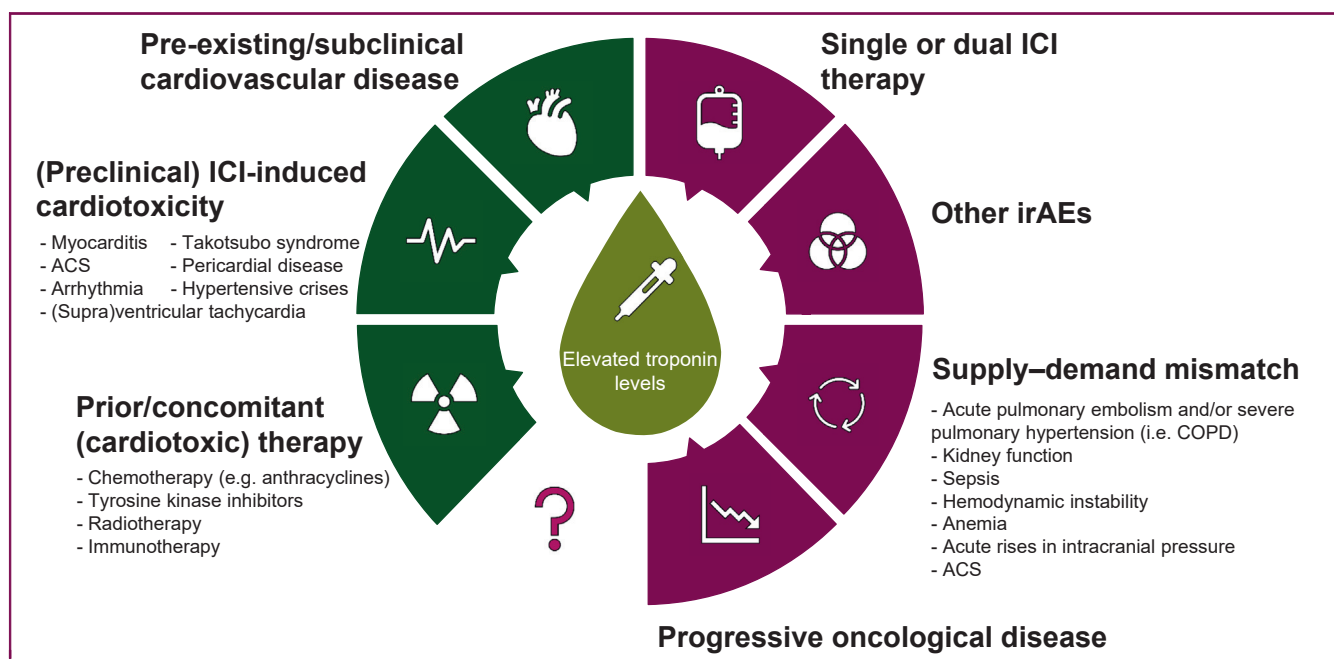 Pre-existing/subclinical
cardiovascular disease
(Preclinical) ICI-induced
cardiotoxicity
- Myocarditis - Takotsubo syndrome
- ACS - Pericardial disease
- Arrhythmia - Hypertensive crises
- (Supra)ventricular tachycardia
Prior/concomitant
(cardiotoxic) therapy
- Chemotherapy (e.g. anthracyclines)
- Tyrosine kinase inhibitors
- Radiotherapy
- Immunotherapy
Elevated troponin
levels
?
Single or dual ICI
therapy
Other irAEs
Supply–demand mismatch
- Acute pulmonary embolism and/or severe
pulmonary hypertension (i.e. COPD)
- Kidney function
- Sepsis
- Hemodynamic instability
- Anemia
- Acute rises in intracranial pressure
- ACS
Progressive oncological disease